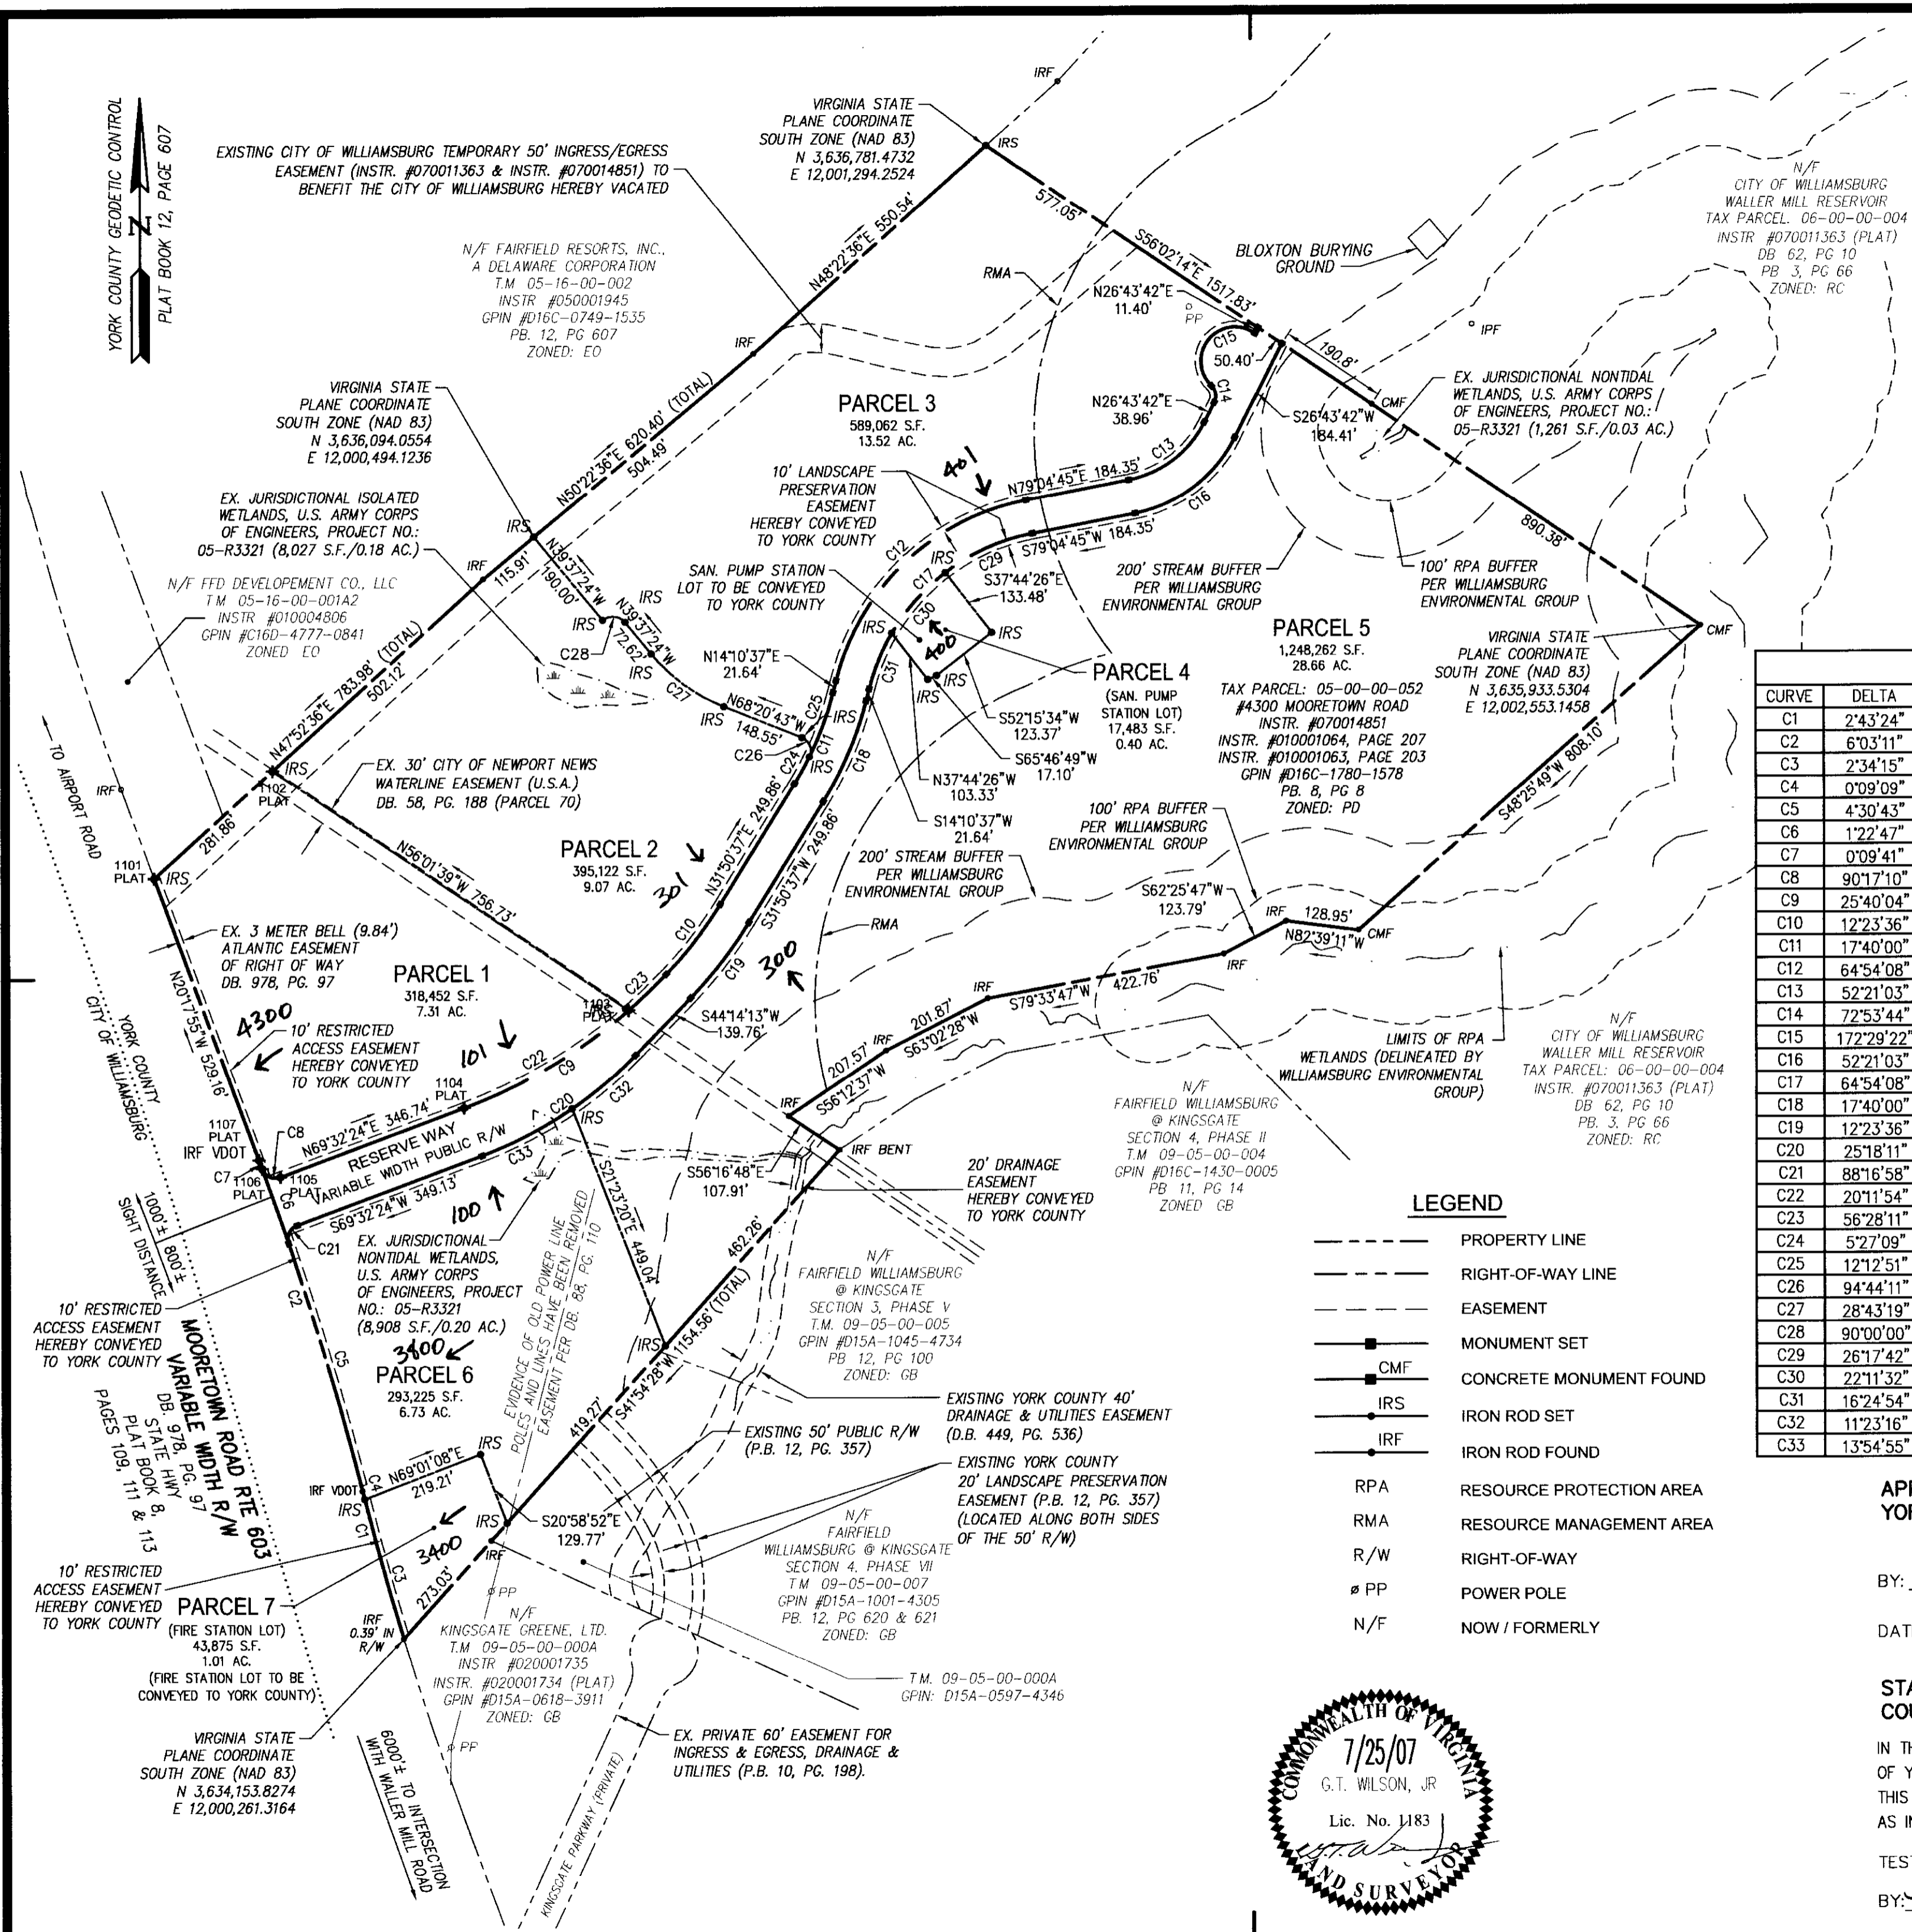 YORK COUNTY GEODETIC CONTROL
N
PLAT BOOK 12, PAGE 607
EXISTING CITY OF WILLIAMSBURG TEMPORARY 50' INGRESS/EGRESS
EASEMENT (INSTR. #070011363 & INSTR. #070014851) TO
BENEFIT THE CITY OF WILLIAMSBURG HEREBY VACATED
IRF
VIRGINIA STATE
PLANE COORDINATE
SOUTH ZONE (NAD 83)
N 3,636,781.4732
E 12,001,294.2524
IRS
577.05'
S56°02'14"E 1517.83'
N48°22'36"E 550.54'
N/F FAIRFIELD RESORTS, INC.,
A DELAWARE CORPORATION
T.M 05-16-00-002
INSTR #050001945
GPIN #D16C-0749-1535
PB. 12, PG 607
ZONED: EO
RMA
BLOXTON BURYING
GROUND
N/F
CITY OF WILLIAMSBURG
WALLER MILL RESERVOIR
TAX PARCEL. 06-00-00-004
INSTR #070011363 (PLAT)
DB 62, PG 10
PB 3, PG 66
ZONED: RC
N26°43'42"E
11.40'
PP
IPF
C15
50.40'
190.8'
CMF
C14
N26°43'42"E
38.96'
S26°43'42"W
184.41'
EX. JURISDICTIONAL NONTIDAL
WETLANDS, U.S. ARMY CORPS
OF ENGINEERS, PROJECT NO.:
05-R3321 (1,261 S.F./0.03 AC.)
IRF
VIRGINIA STATE
PLANE COORDINATE
SOUTH ZONE (NAD 83)
N 3,636,094.0554
E 12,000,494.1236
N50°22'36"E 620.40' (TOTAL)
504.49'
PARCEL 3
589,062 S.F.
13.52 AC.
10' LANDSCAPE
PRESERVATION
EASEMENT
HEREBY CONVEYED
TO YORK COUNTY
401
N79°04'45"E 184.35'
C13
C16
S79°04'45"W 184.35'
C12
C29
C17
IRS
S37°44'26"E
133.48'
200' STREAM BUFFER
PER WILLIAMSBURG
ENVIRONMENTAL GROUP
100' RPA BUFFER
PER WILLIAMSBURG
ENVIRONMENTAL GROUP
890.38'
EX. JURISDICTIONAL ISOLATED
WETLANDS, U.S. ARMY CORPS
OF ENGINEERS, PROJECT NO.:
05-R3321 (8,027 S.F./0.18 AC.)
IRS
IRF
115.91'
N39°37'24"W
190.00'
IRS
IRS
N39°37'24"W
72.62'
C28
IRS
C27
N/F FFD DEVELOPEMENT CO., LLC
T M 05-16-00-001A2
INSTR #010004806
GPIN #C16D-4777-0841
ZONED EO
SAN. PUMP STATION
LOT TO BE CONVEYED
TO YORK COUNTY
C30
400
IRS
IRS
IRS
C31
N14°10'37"E
21.64'
PARCEL 4
(SAN. PUMP
STATION LOT)
17,483 S.F.
0.40 AC.
PARCEL 5
1,248,262 S.F.
28.66 AC.
TAX PARCEL: 05-00-00-052
#4300 MOORETOWN ROAD
INSTR. #070014851
INSTR. #010001064, PAGE 207
INSTR. #010001063, PAGE 203
GPIN #D16C-1780-1578
PB. 8, PG 8
ZONED: PD
VIRGINIA STATE
PLANE COORDINATE
SOUTH ZONE (NAD 83)
N 3,635,933.5304
E 12,002,553.1458
CMF
S48°25'49"W 808.10'
N47°52'36"E 783.98' (TOTAL)
502.12'
N68°20'43"W
148.55'
IRS
C25
IRS
C26
C11
C24
IRS
C18
S52°15'34"W
123.37'
S65°46'49"W
17.10'
N37°44'26"W
103.33'
S14°10'37"W
21.64'
TO AIRPORT ROAD
IRF
281.86'
1102
PLAT
IRS
EX. 30' CITY OF NEWPORT NEWS
WATERLINE EASEMENT (U.S.A.)
DB. 58, PG. 188 (PARCEL 70)
1101
PLAT
IRS
N56°01'39"W 756.73'
PARCEL 2
395,122 S.F.
9.07 AC.
301
N31°50'37"E 249.86'
S31°50'37"W 249.86'
200' STREAM BUFFER
PER WILLIAMSBURG
ENVIRONMENTAL GROUP
100' RPA BUFFER
PER WILLIAMSBURG
ENVIRONMENTAL GROUP
S62°25'47"W
123.79'
IRF
128.95'
N82°39'11"W
CMF
IRF
RMA
C10
C19
300
C23
EX. 3 METER BELL (9.84')
ATLANTIC EASEMENT
OF RIGHT OF WAY
DB. 978, PG. 97
N20°17'55"W 529.16'
YORK COUNTY
CITY OF WILLIAMSBURG
4300
10' RESTRICTED
ACCESS EASEMENT
HEREBY CONVEYED
TO YORK COUNTY
PARCEL 1
318,452 S.F.
7.31 AC.
101
1103
PLAT
S44°14'13"W
139.76'
C22
C9
1104
PLAT
IRF
S79°33'47"W 422.76'
201.87'
S63°02'28"W
IRF
207.57'
S56°12'37"W
IRF
LIMITS OF RPA
WETLANDS (DELINEATED BY
WILLIAMSBURG ENVIRONMENTAL
GROUP)
N/F
CITY OF WILLIAMSBURG
WALLER MILL RESERVOIR
TAX PARCEL: 06-00-00-004
INSTR. #070011363 (PLAT)
DB 62, PG 10
PB. 3, PG 66
ZONED: RC
1107
PLAT
IRF VDOT
C8
C7
1106
PLAT
1105
PLAT
N69°32'24"E 346.74'
RESERVE WAY
VARIABLE WIDTH PUBLIC R/W
S69°32'24"W 349.13'
C20
C32
C33
IRS
C6
C21
100
S56°16'48"E
107.91'
IRF BENT
20' DRAINAGE
EASEMENT
HEREBY CONVEYED
TO YORK COUNTY
N/F
FAIRFIELD WILLIAMSBURG
@ KINGSGATE
SECTION 4, PHASE II
T.M 09-05-00-004
GPIN #D16C-1430-0005
PB 11, PG 14
ZONED GB
1000'± 800'±
SIGHT DISTANCE
C2
10' RESTRICTED
ACCESS EASEMENT
HEREBY CONVEYED
TO YORK COUNTY
EX. JURISDICTIONAL
NONTIDAL WETLANDS,
U.S. ARMY CORPS
OF ENGINEERS, PROJECT
NO.: 05-R3321
(8,908 S.F./0.20 AC.)
S21°23'20"E 449.04'
EVIDENCE OF OLD POWER LINE
POLES AND LINES HAVE BEEN REMOVED
EASEMENT PER DB. 88, PG. 110
462.26'
S41°54'28"W 1154.56' (TOTAL)
IRS
419.27'
N/F
FAIRFIELD WILLIAMSBURG
@ KINGSGATE
SECTION 3, PHASE V
T.M. 09-05-00-005
GPIN #D15A-1045-4734
PB 12, PG 100
ZONED: GB
C5
3800
PARCEL 6
293,225 S.F.
6.73 AC.
MOORETOWN ROAD RTE 603
VARIABLE WIDTH R/W
DB. 978, PG. 97
STATE HWY
PLAT BOOK 8,
PAGES 109, 111 & 113
EXISTING YORK COUNTY 40'
DRAINAGE & UTILITIES EASEMENT
(D.B. 449, PG. 536)
EXISTING 50' PUBLIC R/W
(P.B. 12, PG. 357)
EXISTING YORK COUNTY
20' LANDSCAPE PRESERVATION
EASEMENT (P.B. 12, PG. 357)
(LOCATED ALONG BOTH SIDES
OF THE 50' R/W)
IRS
N69°01'08"E
219.21'
C4
IRF VDOT
IRS
C1
S20°58'52"E
129.77'
IRS
IRF
3400
C3
273.03'
10' RESTRICTED
ACCESS EASEMENT
HEREBY CONVEYED
TO YORK COUNTY
PARCEL 7
(FIRE STATION LOT)
43,875 S.F.
1.01 AC.
(FIRE STATION LOT TO BE
CONVEYED TO YORK COUNTY)
IRF
0.39' IN
R/W
PP
N/F
KINGSGATE GREENE, LTD.
T.M 09-05-00-000A
INSTR #020001735
INSTR. #020001734 (PLAT)
GPIN #D15A-0618-3911
ZONED: GB
PP
N/F
FAIRFIELD
WILLIAMSBURG @ KINGSGATE
SECTION 4, PHASE VII
T M 09-05-00-007
GPIN #D15A-1001-4305
PB. 12, PG 620 & 621
ZONED: GB
T M. 09-05-00-000A
GPIN: D15A-0597-4346
VIRGINIA STATE
PLANE COORDINATE
SOUTH ZONE (NAD 83)
N 3,634,153.8274
E 12,000,261.3164
6000'± TO INTERSECTION
WITH WALLER MILL ROAD
EX. PRIVATE 60' EASEMENT FOR
INGRESS & EGRESS, DRAINAGE &
UTILITIES (P.B. 10, PG. 198).
KINGSGATE PARKWAY (PRIVATE)
LEGEND
PROPERTY LINE
RIGHT-OF-WAY LINE
EASEMENT
MONUMENT SET
CMF CONCRETE MONUMENT FOUND
IRS IRON ROD SET
IRF IRON ROD FOUND
RPA RESOURCE PROTECTION AREA
RMA RESOURCE MANAGEMENT AREA
R/W RIGHT-OF-WAY
ø PP POWER POLE
N/F NOW / FORMERLY
COMMONWEALTH OF VIRGINIA
7/25/07
G.T. WILSON, JR
Lic. No. 1183
LAND SURVEYOR
CURVE DELTA
C1 2°43'24"
C2 6°03'11"
C3 2°34'15"
C4 0°09'09"
C5 4°30'43"
C6 1°22'47"
C7 0°09'41"
C8 90°17'10"
C9 25°40'04"
C10 12°23'36"
C11 17°40'00"
C12 64°54'08"
C13 52°21'03"
C14 72°53'44"
C15 172°29'22"
C16 52°21'03"
C17 64°54'08"
C18 17°40'00"
C19 12°23'36"
C20 25°18'11"
C21 88°16'58"
C22 20°11'54"
C23 56°28'11"
C24 5°27'09"
C25 12°12'51"
C26 94°44'11"
C27 28°43'19"
C28 90°00'00"
C29 26°17'42"
C30 22°11'32"
C31 16°24'54"
C32 11°23'16"
C33 13°54'55"
BY:
IN TH
OF Y
THIS
AS IN
TEST
BY: